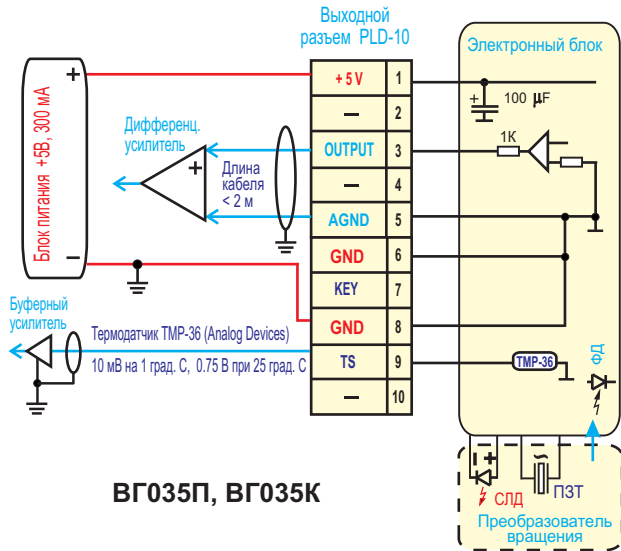 Выходной
разъем PLD-10
Электронный блок
Блок питания +5В, 300 мА
+
−
Дифференц.
усилитель
+
Длина
кабеля
< 2 м
+ 5 V 1
— 2
OUTPUT 3
— 4
AGND 5
GND 6
KEY 7
GND 8
TS 9
— 10
+ 100 µF
1К
TMP-36
ФД
Буферный
усилитель
Термодатчик TMP-36 (Analog Devices)
10 мВ на 1 град. С, 0.75 В при 25 град. С
− +
~
СЛД
ПЗТ
Преобразователь
вращения
ВГ035П, ВГ035К